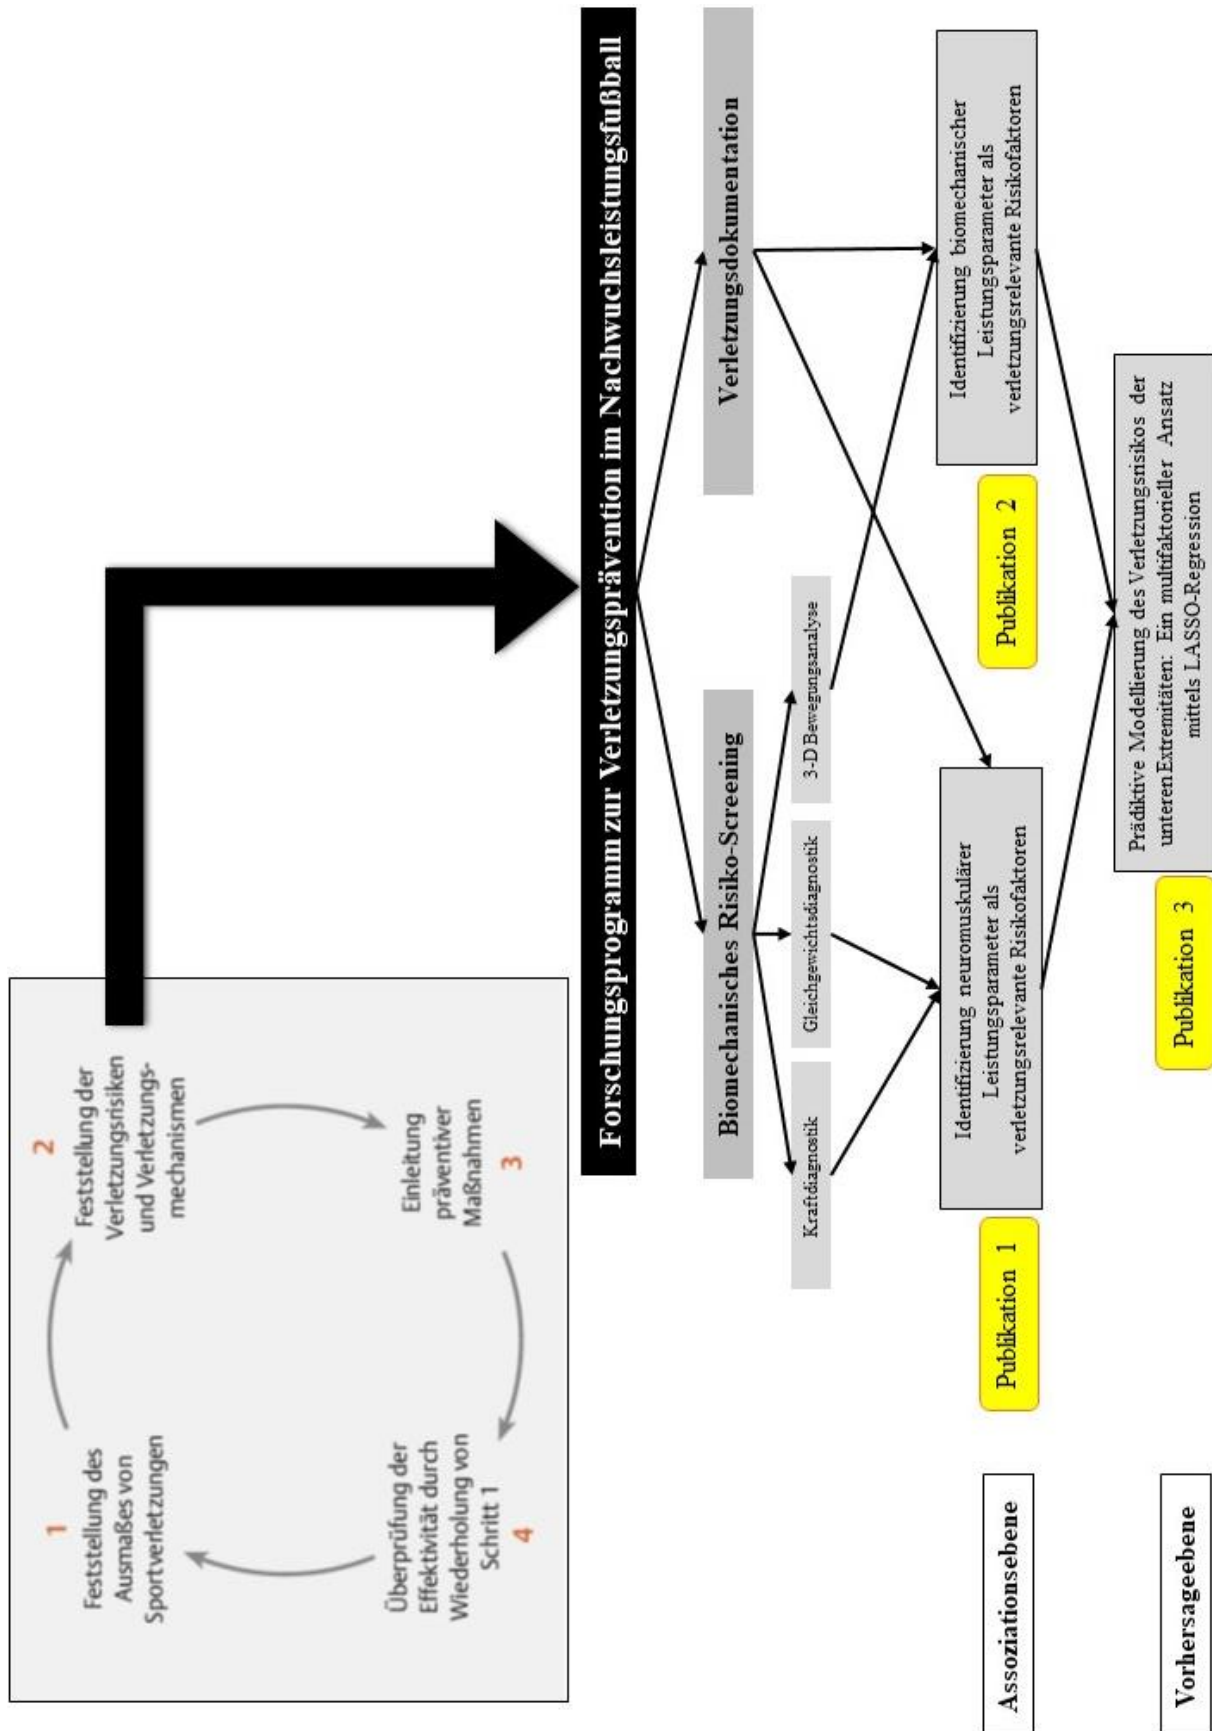 1
Feststellung des
Ausmaßes von
Sportverletzungen
2
Feststellung der
Verletzungsrisiken
und Verletzungs-
mechanismen
Einleitung
präventiver
Maßnahmen
3
Überprüfung der
Effektivität durch
Wiederholung von
Schritt 1
4
Forschungsprogramm zur Verletzungsprävention im Nachwuchsleistungsfußball
Biomechanisches Risiko-Screening
Verletzungsdokumentation
Kraftdiagnostik
Gleichgewichtsdiagnostik
3-D Bewegungsanalyse
Assoziationsebene
Publikation 1
Identifizierung neuromuskulärer
Leistungsparameter als
verletzungsrelevante Risikofaktoren
Publikation 2
Identifizierung biomechanischer
Leistungsparameter als
verletzungsrelevante Risikofaktoren
Vorhersageebene
Publikation 3
Prädiktive Modellierung des Verletzungsrisikos der
unteren Extremitäten: Ein multifaktorieller Ansatz
mittels LASSO-Regression